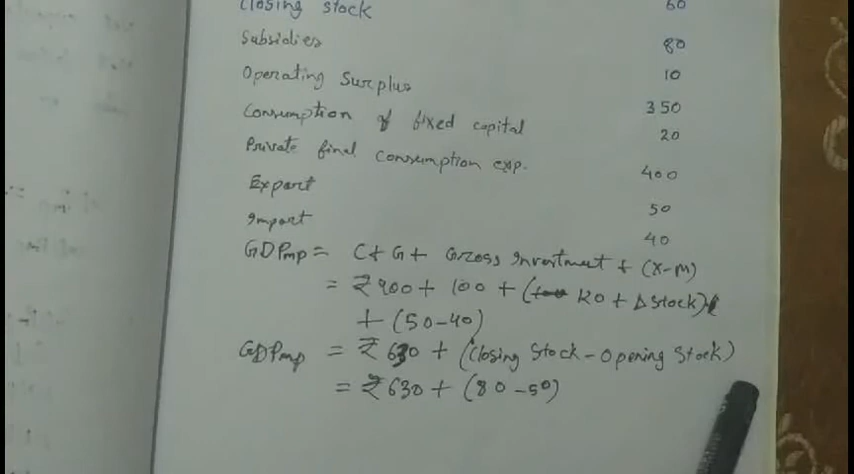 Closing stock 60
Subsidies 80
Operating Surplus 10
Consumption of fixed capital 350
Private final consumption exp. 20
Export 400
Import 50
40
GDPmp = C + G + Gross investment + (X-M)
= ₹400 + 100 + ( 120 + Δ Stock)
+ (50-40)
GDPmp = ₹630 + (Closing Stock - Opening Stock)
= ₹630 + (80-50)